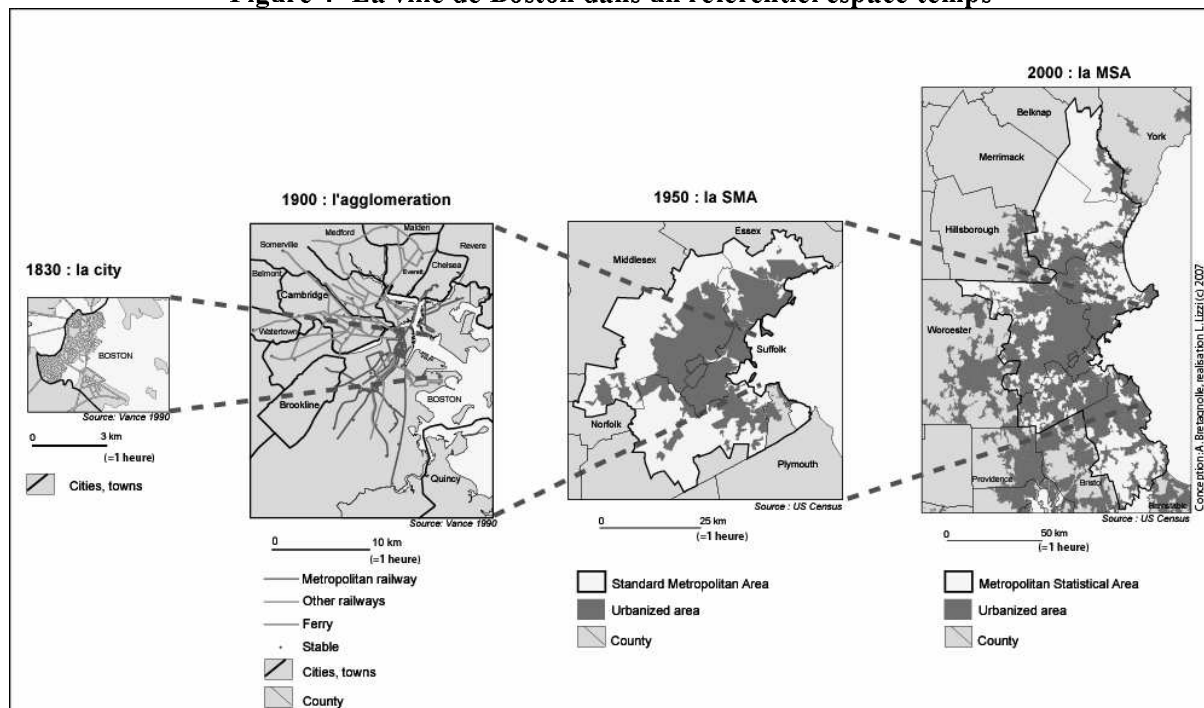 Figure 7 La ville de Boston dans un référentiel espace-temps
1830 : la city
BOSTON
Source: Vance 1990
0 3 km
(=1 heure)
Cities, towns
1900 : l'agglomeration
Somerville
Medford
Malden
Revere
Everett
Chelsea
Belmont
Cambridge
Watertown
Brookline
BOSTON
Quincy
Source: Vance 1990
0 10 km
(=1 heure)
Metropolitan railway
Other railways
Ferry
Stable
Cities, towns
County
1950 : la SMA
Essex
Middlesex
Suffolk
Norfolk
Plymouth
Source : US Census
0 25 km
(=1 heure)
Standard Metropolitan Area
Urbanized area
County
2000 : la MSA
Belknap
York
Merrimack
Hillsborough
Worcester
Providence
Bristol
Barnstable
Source : US Census
0 50 km
(=1 heure)
Metropolitan Statistical Area
Urbanized area
County
Conception: A. Bretagnolle, realisation L. Lizzi (c) 2007